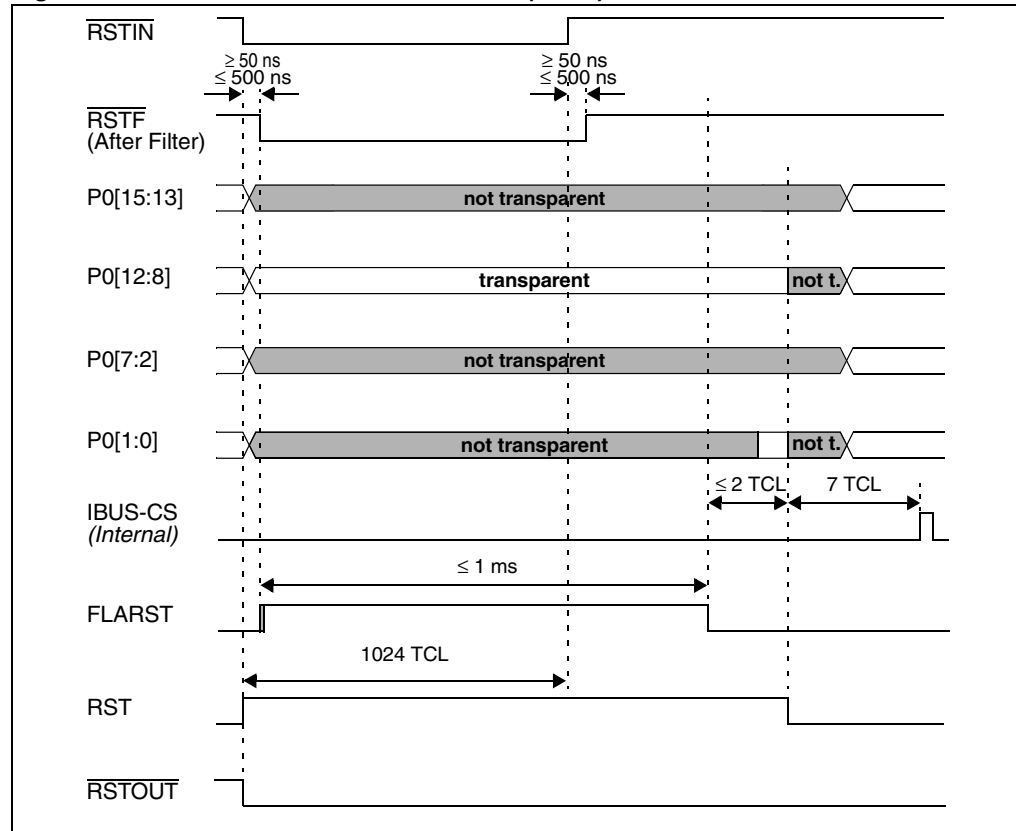 RSTIN
≥ 50 ns ≥ 50 ns
≤ 500 ns ≤ 500 ns
RSTF
(After Filter)
P0[15:13] not transparent
P0[12:8] transparent not t.
P0[7:2] not transparent
P0[1:0] not transparent not t.
≤ 2 TCL 7 TCL
IBUS-CS
(Internal)
≤ 1 ms
FLARST
1024 TCL
RST
RSTOUT